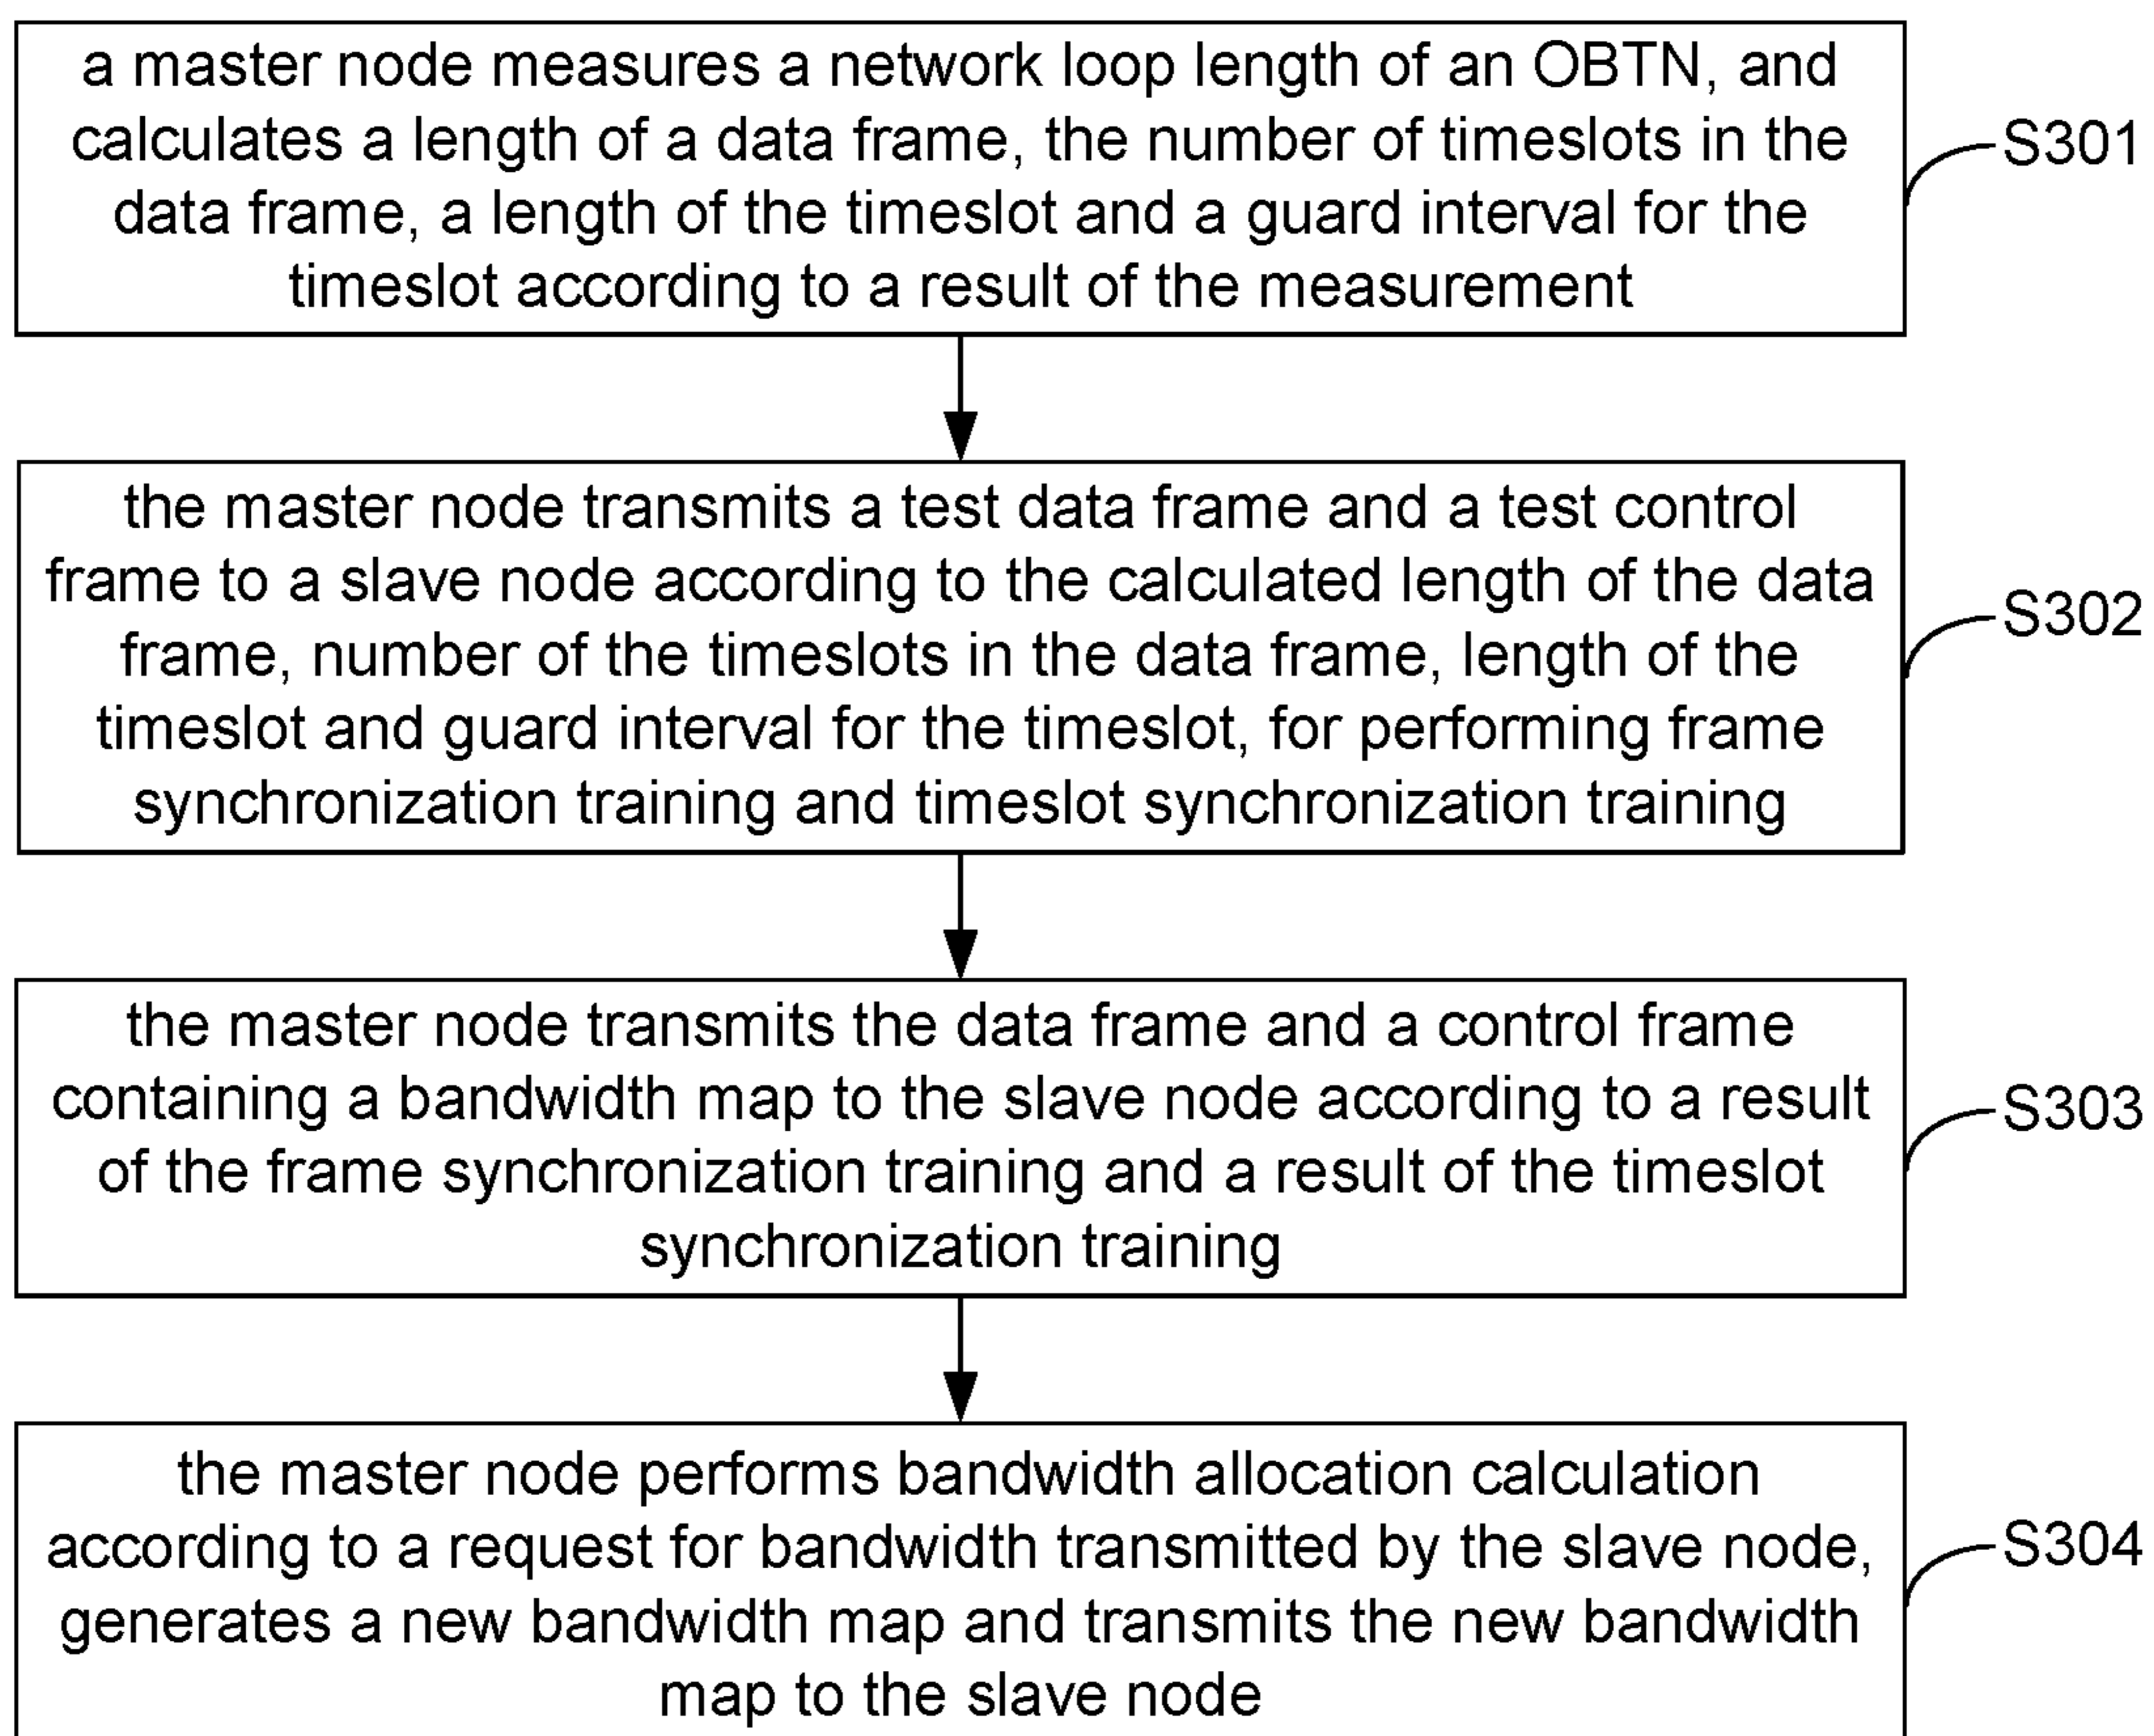 a master node measures a network loop length of an OBTN, and
calculates a length of a data frame, the number of timeslots in the
data frame, a length of the timeslot and a guard interval for the
timeslot according to a result of the measurement
S301
the master node transmits a test data frame and a test control
frame to a slave node according to the calculated length of the data
frame, number of the timeslots in the data frame, length of the
timeslot and guard interval for the timeslot, for performing frame
synchronization training and timeslot synchronization training
S302
the master node transmits the data frame and a control frame
containing a bandwidth map to the slave node according to a result
of the frame synchronization training and a result of the timeslot
synchronization training
S303
the master node performs bandwidth allocation calculation
according to a request for bandwidth transmitted by the slave node,
generates a new bandwidth map and transmits the new bandwidth
map to the slave node
S304